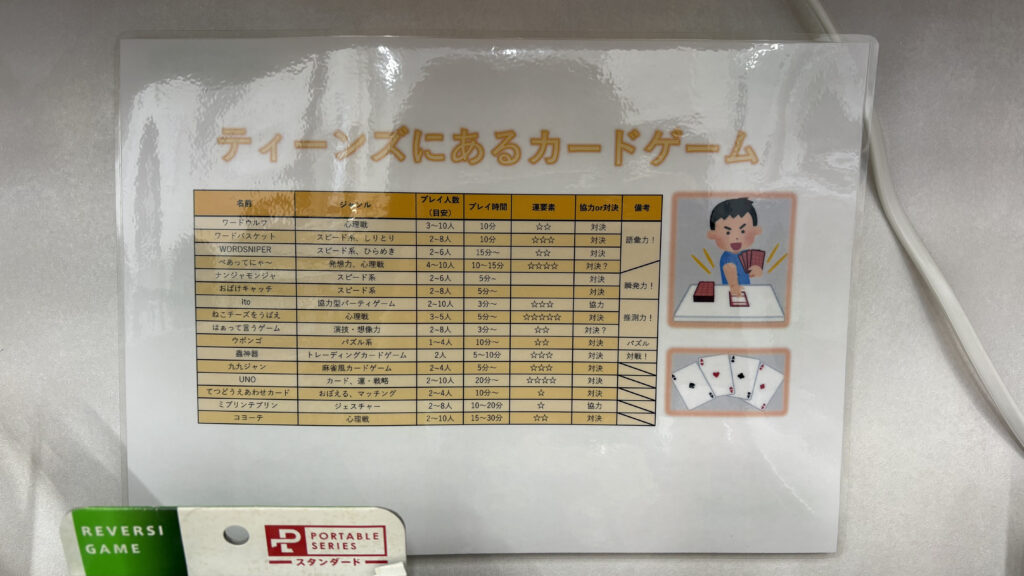 ティーンズにあるカードゲーム
名前 ジャンル プレイ人数（目安） プレイ時間 運要素 協力or対決 備考
ワードウルフ 心理戦 3～10人 10分 ☆☆ 対決 語彙力！
ワードバスケット スピード系、しりとり 2～8人 10分 ☆☆☆ 対決
WORDSNIPER スピード系、ひらめき 2～6人 15分～ ☆☆ 対決
ぺあってにゃ～ 発想力、心理戦 4～10人 10～15分 ☆☆☆☆ 対決？
ナンジャモンジャ スピード系 2～6人 5分～ 対決 瞬発力！
おばけキャッチ スピード系 2～8人 5分～ 対決
ito 協力型パーティゲーム 2～10人 3分～ ☆☆☆ 協力 推測力！
ねこチーズをうばえ 心理戦 3～5人 5分～ ☆☆☆☆☆ 対決
はぁって言うゲーム 演技・想像力 2～8人 3分～ ☆☆ 対決？
ウボンゴ パズル系 1～4人 10分～ ☆☆ 対決 パズル
蟲神器 トレーディングカードゲーム 2人 5～10分 ☆☆☆ 対決 対戦！
九九ジャン 麻雀風カードゲーム 2～4人 5分～ ☆☆☆ 対決
UNO カード、運・戦略 2～10人 20分～ ☆☆☆☆ 対決
てつどうえあわせカード おぼえる、マッチング 2～4人 10分～ ☆ 対決
ミブリンテブリン ジェスチャー 2～8人 10～20分 ☆ 協力
コヨーテ 心理戦 2～10人 15～30分 ☆☆ 対決
REVERSI
GAME
PORTABLE
SERIES
スタンダード